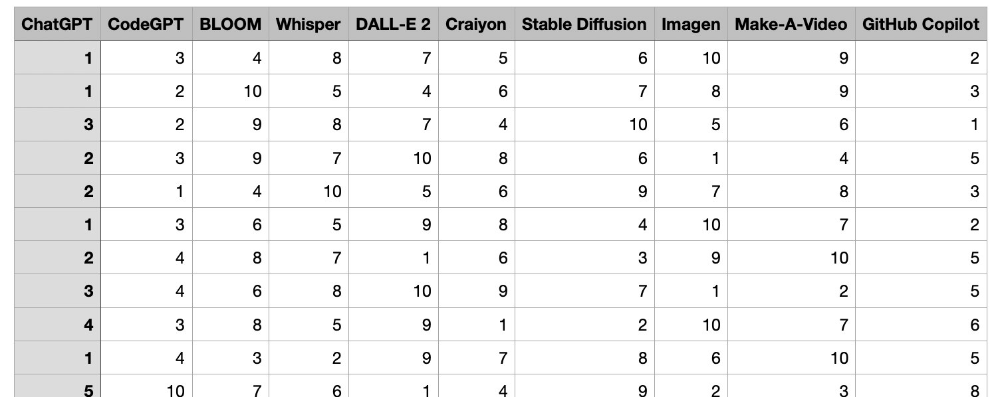 ChatGPT CodeGPT BLOOM Whisper DALL-E 2 Craiyon Stable Diffusion Imagen Make-A-Video GitHub Copilot
1 3 4 8 7 5 6 10 9 2
1 2 10 5 4 6 7 8 9 3
3 2 9 8 7 4 10 5 6 1
2 3 9 7 10 8 6 1 4 5
2 1 4 10 5 6 9 7 8 3
1 3 6 5 9 8 4 10 7 2
2 4 8 7 1 6 3 9 10 5
3 4 6 8 10 9 7 1 2 5
4 3 8 5 9 1 2 10 7 6
1 4 3 2 9 7 8 6 10 5
5 10 7 6 1 4 9 2 3 8